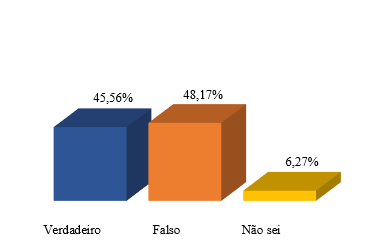 45,56%
48,17%
6,27%
Verdadeiro
Falso
Não sei